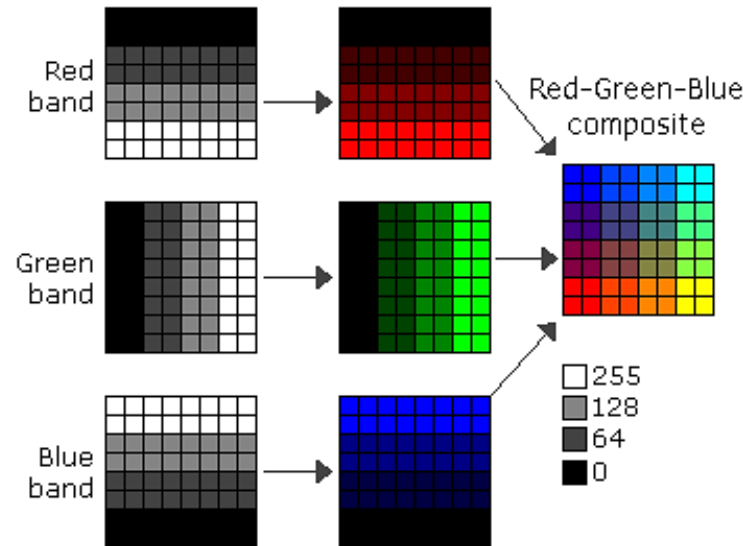 Red
band
Red-Green-Blue
composite
Green
band
255
128
64
0
Blue
band